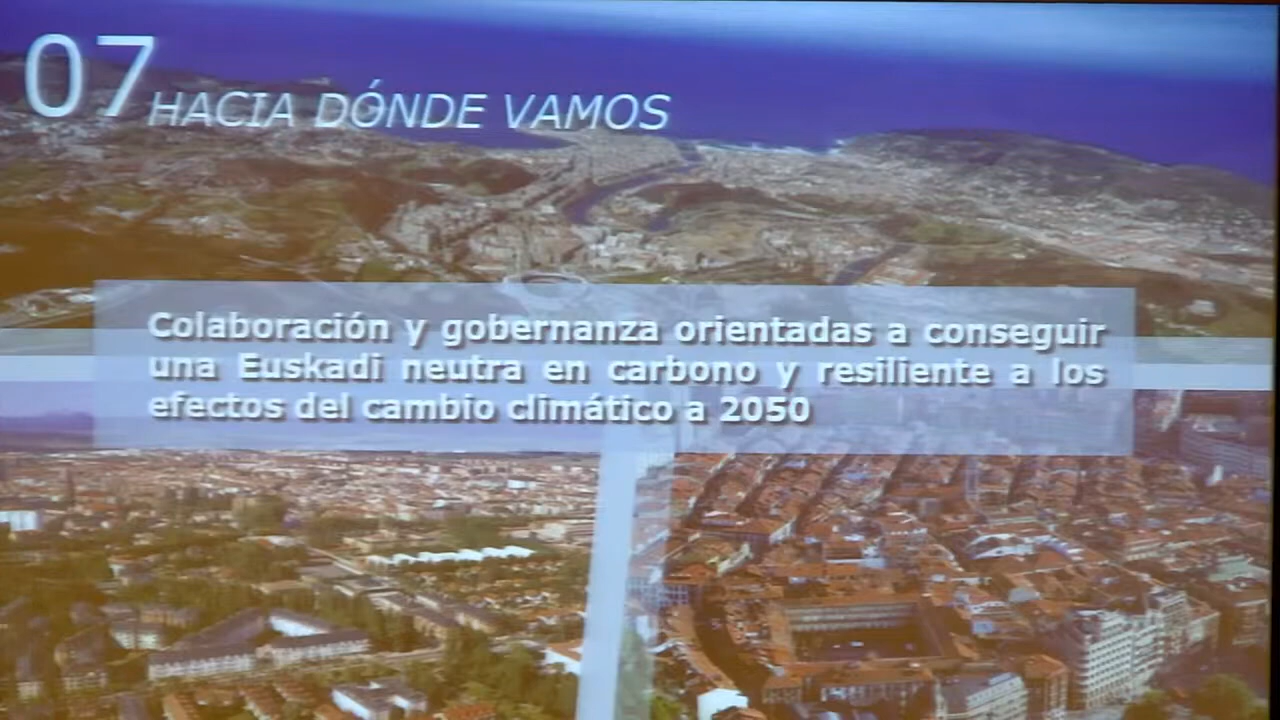 07 HACIA DÓNDE VAMOS
Colaboración y gobernanza orientadas a conseguir
una Euskadi neutra en carbono y resiliente a los
efectos del cambio climático a 2050